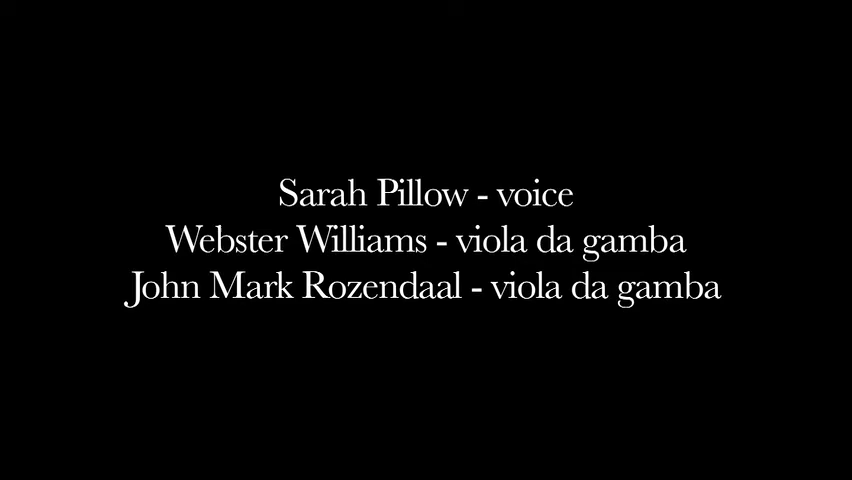 Sarah Pillow - voice
Webster Williams - viola da gamba
John Mark Rozendaal - viola da gamba